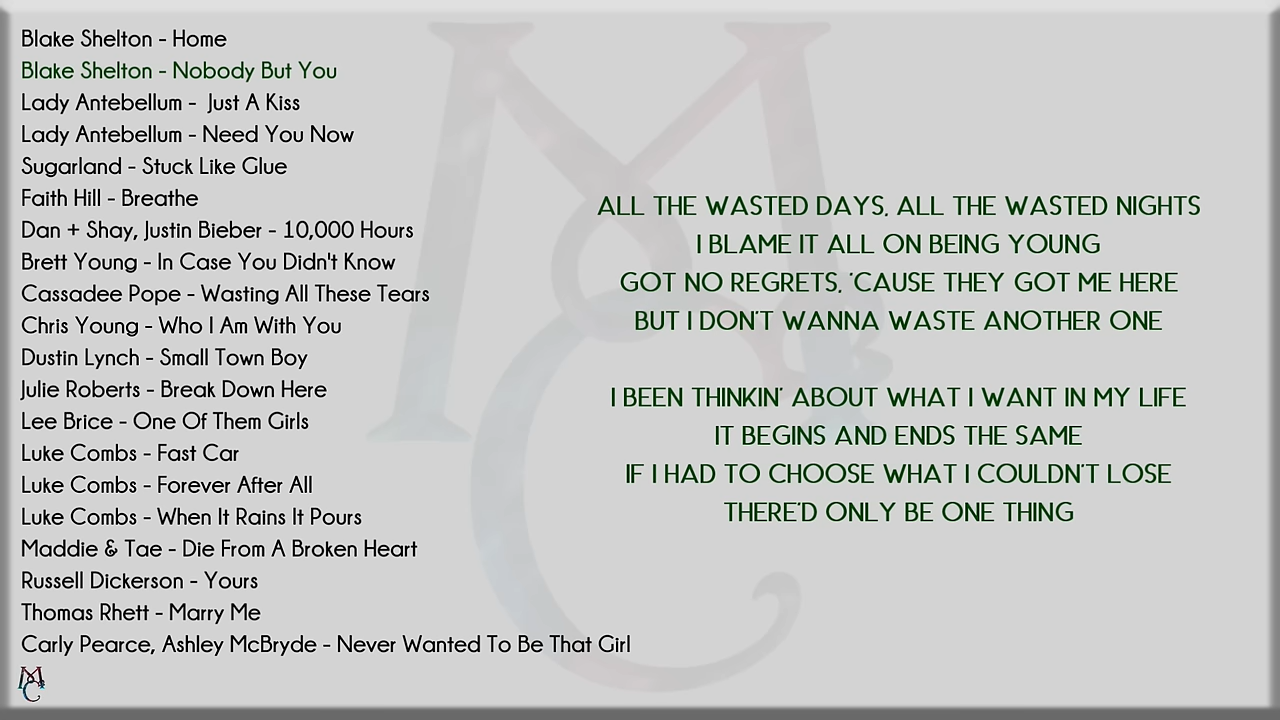 Blake Shelton - Home
Blake Shelton - Nobody But You
Lady Antebellum -  Just A Kiss
Lady Antebellum - Need You Now
Sugarland - Stuck Like Glue
Faith Hill - Breathe
Dan + Shay, Justin Bieber - 10,000 Hours
Brett Young - In Case You Didn't Know
Cassadee Pope - Wasting All These Tears
Chris Young - Who I Am With You
Dustin Lynch - Small Town Boy
Julie Roberts - Break Down Here
Lee Brice - One Of Them Girls
Luke Combs - Fast Car
Luke Combs - Forever After All
Luke Combs - When It Rains It Pours
Maddie & Tae - Die From A Broken Heart
Russell Dickerson - Yours
Thomas Rhett - Marry Me
Carly Pearce, Ashley McBryde - Never Wanted To Be That Girl
ALL THE WASTED DAYS, ALL THE WASTED NIGHTS
I BLAME IT ALL ON BEING YOUNG
GOT NO REGRETS, 'CAUSE THEY GOT ME HERE
BUT I DON'T WANNA WASTE ANOTHER ONE
I BEEN THINKIN' ABOUT WHAT I WANT IN MY LIFE
IT BEGINS AND ENDS THE SAME
IF I HAD TO CHOOSE WHAT I COULDN'T LOSE
THERE'D ONLY BE ONE THING